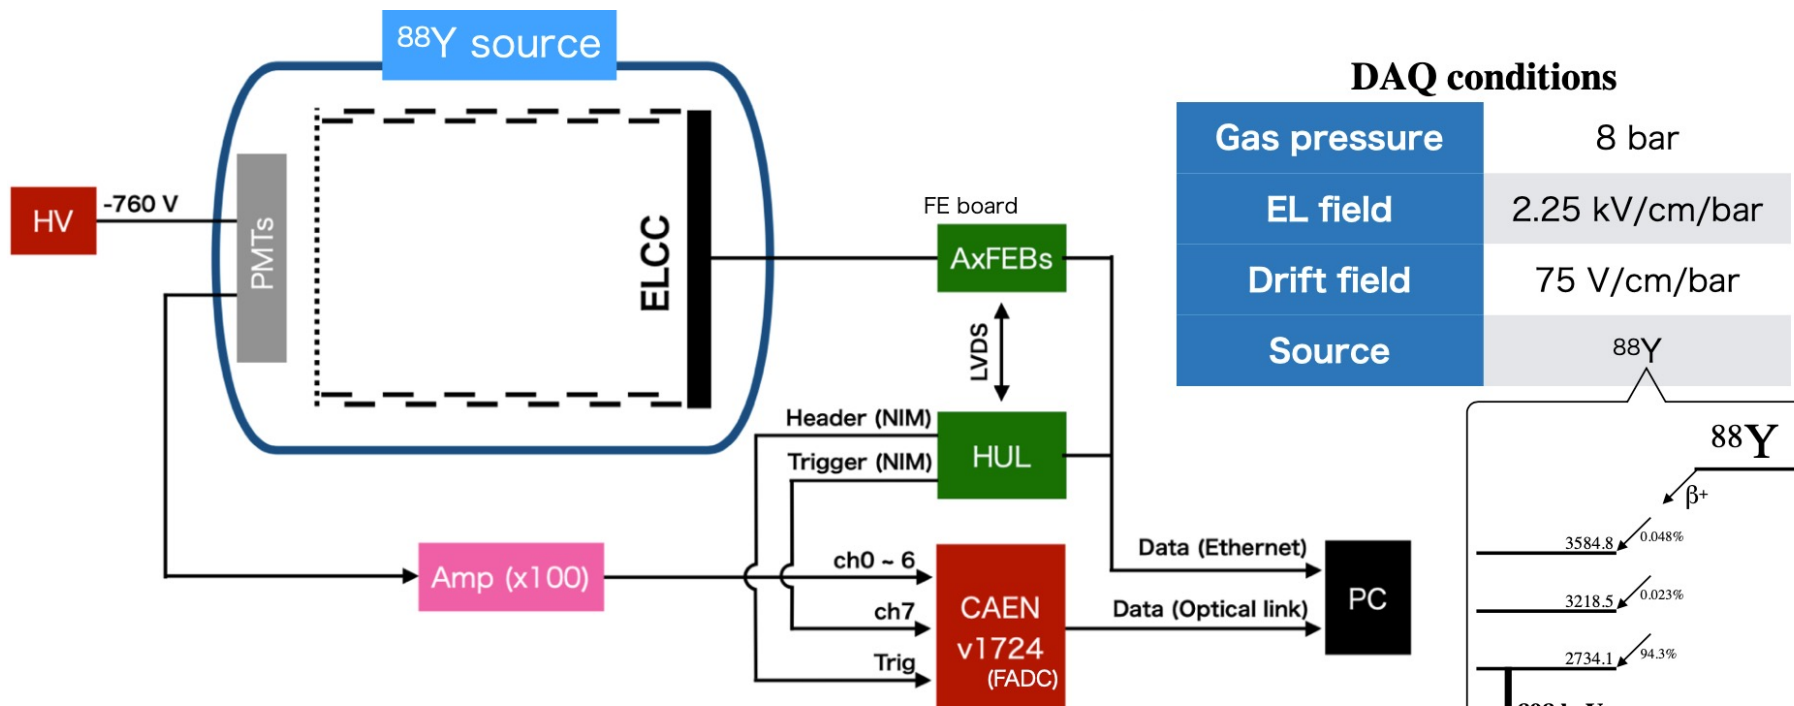 ⁸⁸Y source
HV
-760 V
PMTs
ELCC
FE board
AxFEBs
LVDS
HUL
Header (NIM)
Trigger (NIM)
Amp (x100)
ch0 ~ 6
ch7
Trig
CAEN
v1724
(FADC)
Data (Ethernet)
Data (Optical link)
PC
DAQ conditions
Gas pressure 8 bar
EL field 2.25 kV/cm/bar
Drift field 75 V/cm/bar
Source ⁸⁸Y
⁸⁸Y
β⁺
3584.8 0.048%
3218.5 0.023%
2734.1 94.3%